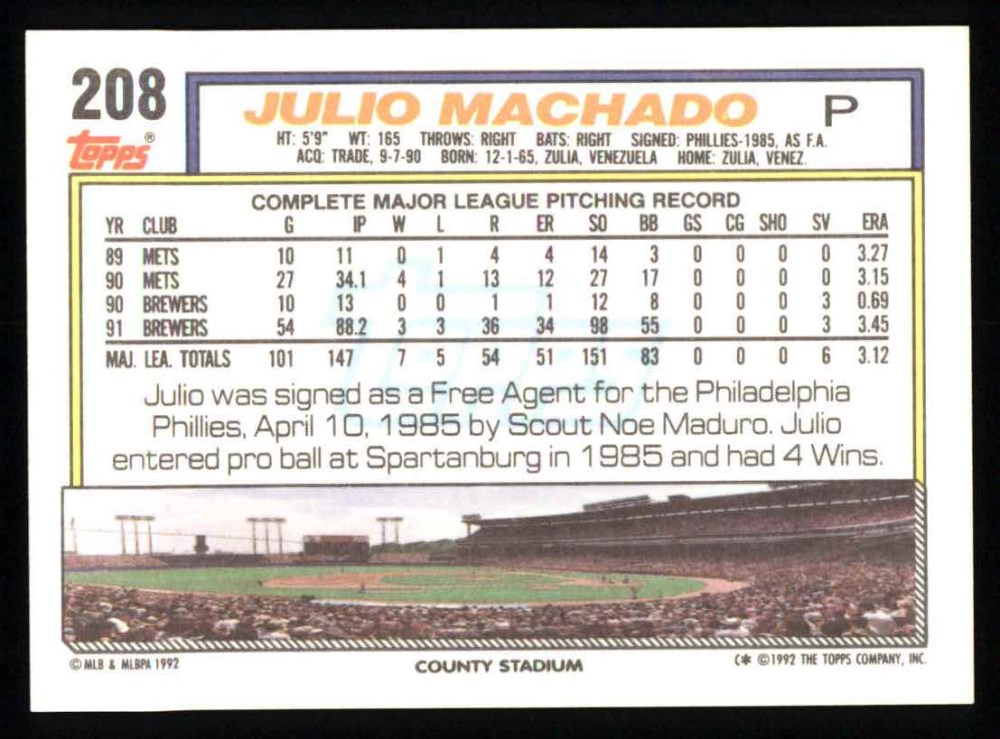 208
topps®
JULIO MACHADO P
HT: 5'9" WT: 165 THROWS: RIGHT BATS: RIGHT SIGNED: PHILLIES-1985, AS F.A.
ACQ: TRADE, 9-7-90 BORN: 12-1-65, ZULIA, VENEZUELA HOME: ZULIA, VENEZ.
COMPLETE MAJOR LEAGUE PITCHING RECORD
YR CLUB G IP W L R ER SO BB GS CG SHO SV ERA
89 METS 10 11 0 1 4 4 14 3 0 0 0 0 3.27
90 METS 27 34.1 4 1 13 12 27 17 0 0 0 0 3.15
90 BREWERS 10 13 0 0 1 1 12 8 0 0 0 3 0.69
91 BREWERS 54 88.2 3 3 36 34 98 55 0 0 0 3 3.45
MAJ. LEA. TOTALS 101 147 7 5 54 51 151 83 0 0 0 6 3.12
Julio was signed as a Free Agent for the Philadelphia
Phillies, April 10, 1985 by Scout Noe Maduro. Julio
entered pro ball at Spartanburg in 1985 and had 4 Wins.
© MLB & MLBPA 1992
COUNTY STADIUM
C* ©1992 THE TOPPS COMPANY, INC.